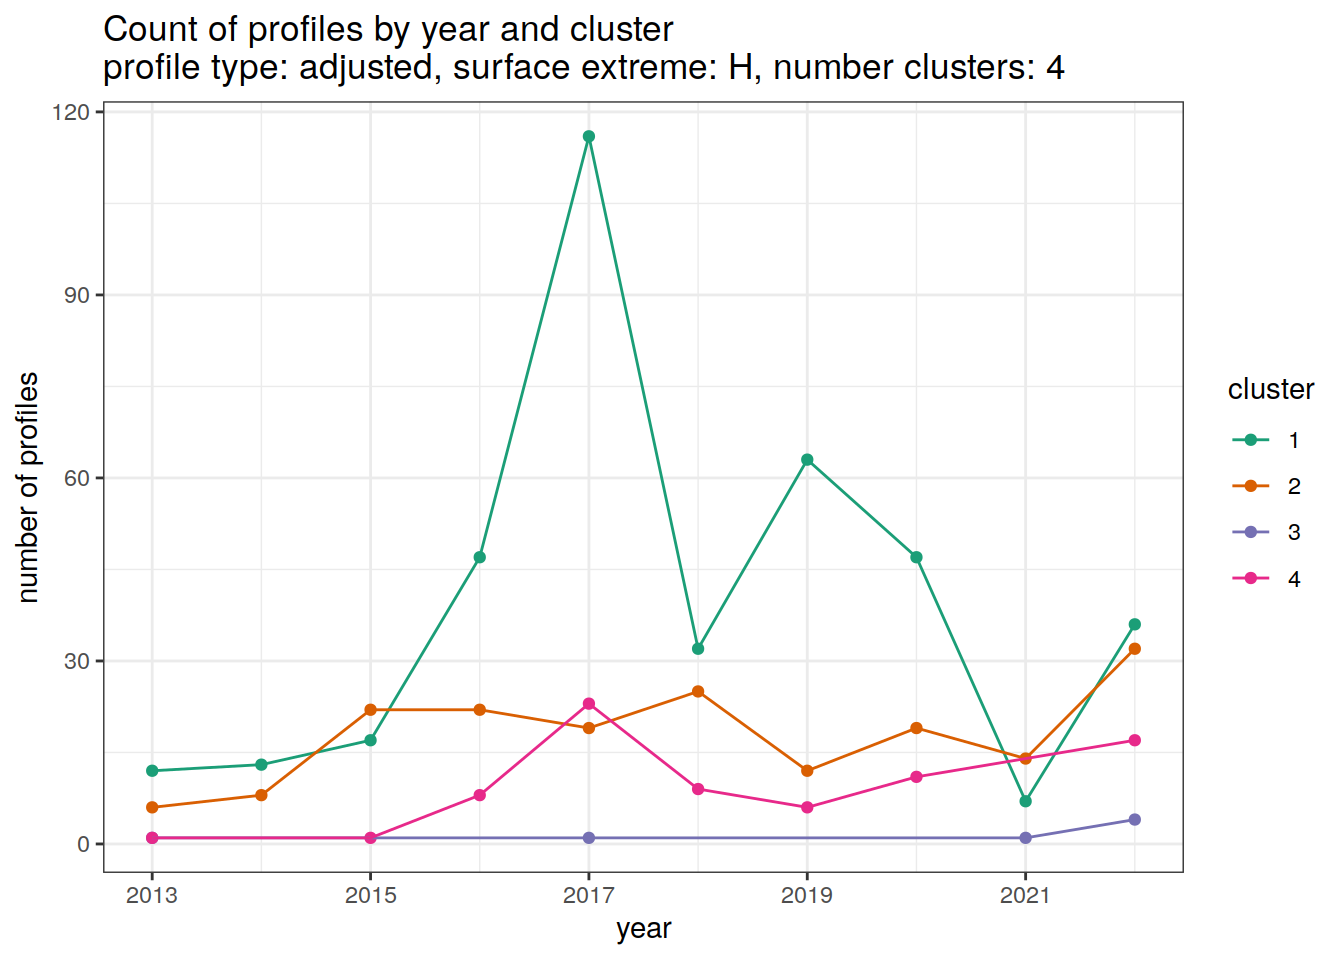 Count of profiles by year and cluster
profile type: adjusted, surface extreme: H, number clusters: 4
120
90
60
30
0
number of profiles
2013 2015 2017 2019 2021
year
cluster
1
2
3
4